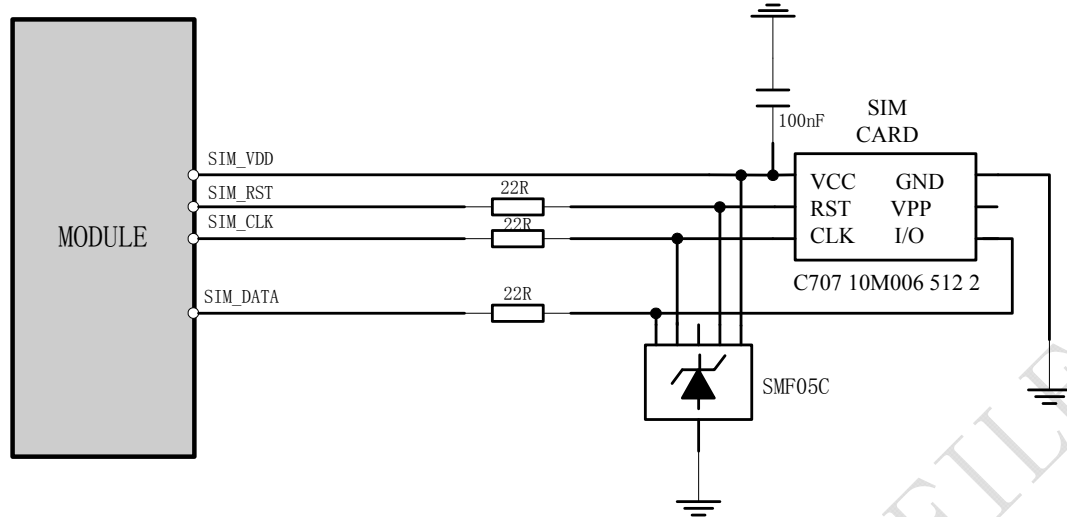 100nF
SIM
CARD
SIM_VDD
SIM_RST
22R
SIM_CLK
22R
VCC GND
RST VPP
CLK I/O
MODULE
C707 10M006 512 2
SIM_DATA
22R
SMF05C
FILE